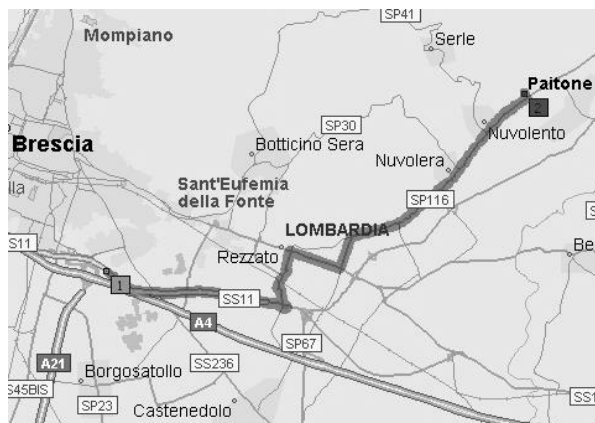 SP41
Mompiano
Serle
Paitone
2
SP30
Nuvolento
Brescia
Botticino Sera
Nuvolera
lla
Sant'Eufemia
della Fonte
SP116
LOMBARDIA
SS11
Rezzato
Be
1
SS11
A4
SP67
A21
SS236
Borgosatollo
S45BIS
SS1
SP23
Castenedolo